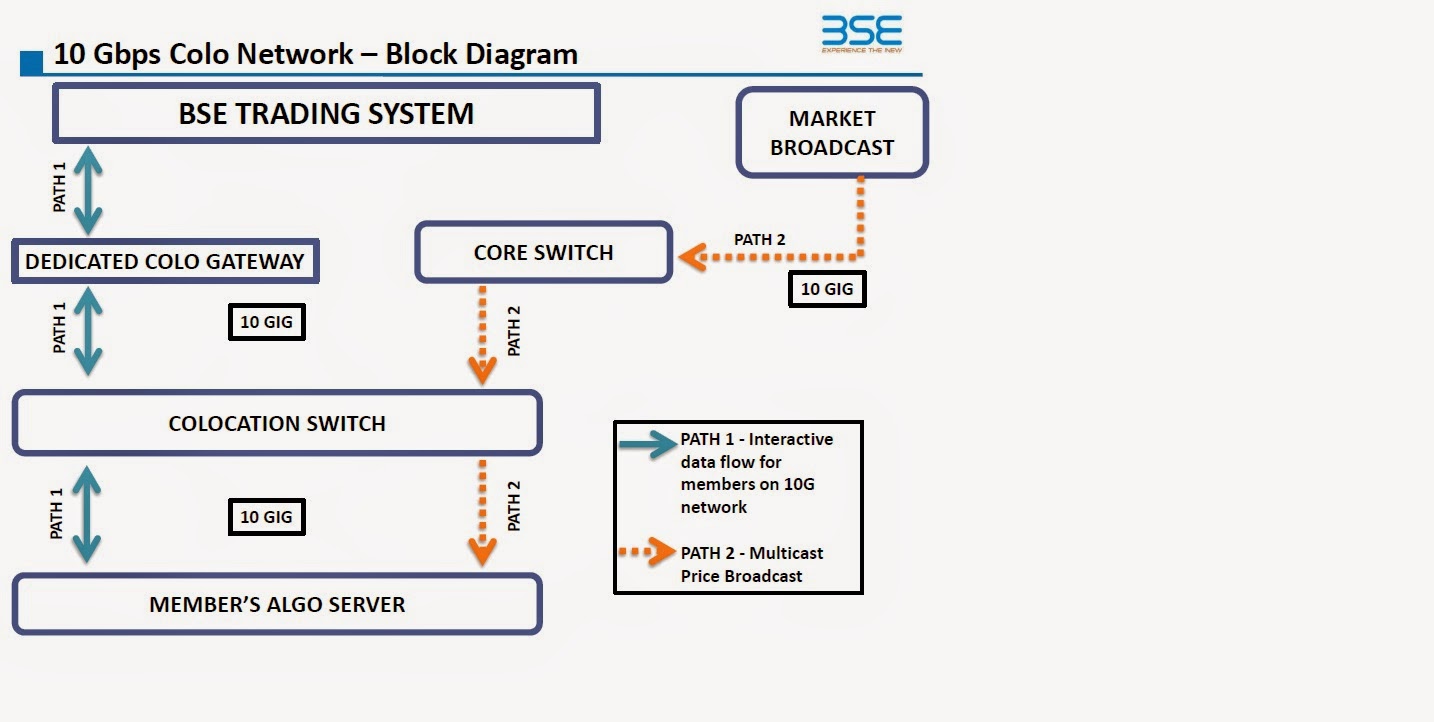 BSE
EXPERIENCE THE NEW
10 Gbps Colo Network – Block Diagram
BSE TRADING SYSTEM
MARKET
BROADCAST
PATH 1
DEDICATED COLO GATEWAY
CORE SWITCH
PATH 2
10 GIG
PATH 1
10 GIG
PATH 2
COLOCATION SWITCH
PATH 1
10 GIG
PATH 2
MEMBER’S ALGO SERVER
PATH 1 - Interactive
data flow for
members on 10G
network
PATH 2 - Multicast
Price Broadcast